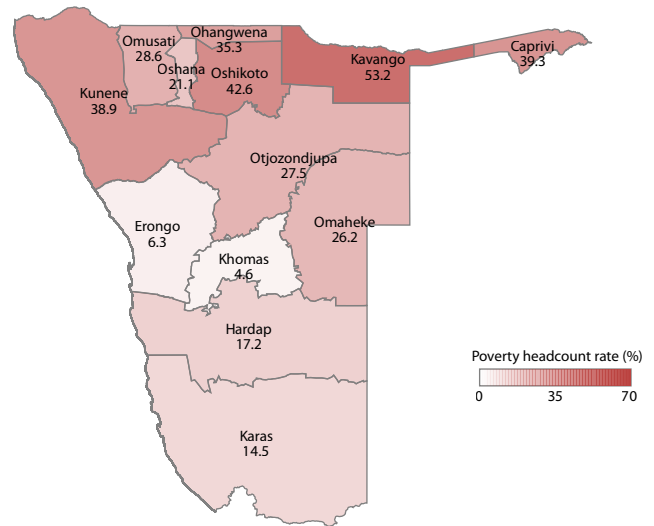 Ohangwena
35.3
Omusati
28.6
Oshana
21.1
Oshikoto
42.6
Kavango
53.2
Caprivi
39.3
Kunene
38.9
Otjozondjupa
27.5
Omaheke
26.2
Erongo
6.3
Khomas
4.6
Hardap
17.2
Karas
14.5
Poverty headcount rate (%)
0 35 70